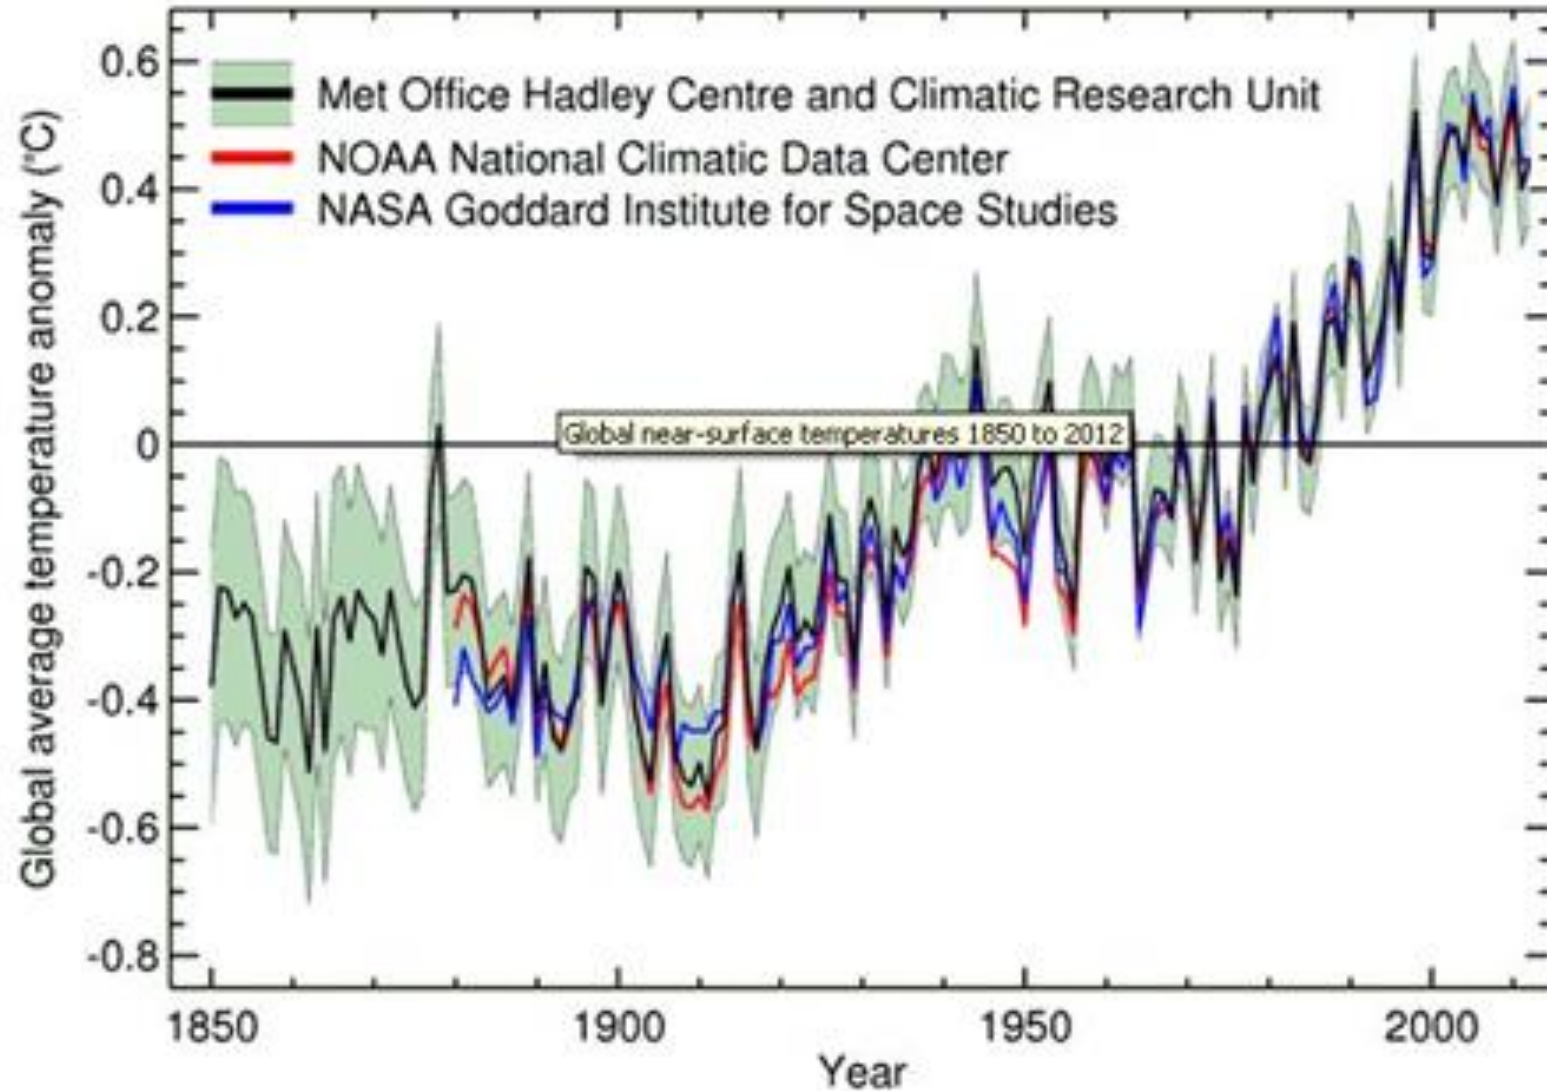 Global average temperature anomaly (°C)
0.6
0.4
0.2
0
-0.2
-0.4
-0.6
-0.8
Met Office Hadley Centre and Climatic Research Unit
NOAA National Climatic Data Center
NASA Goddard Institute for Space Studies
Global near-surface temperatures 1850 to 2012
1850
1900
1950
2000
Year